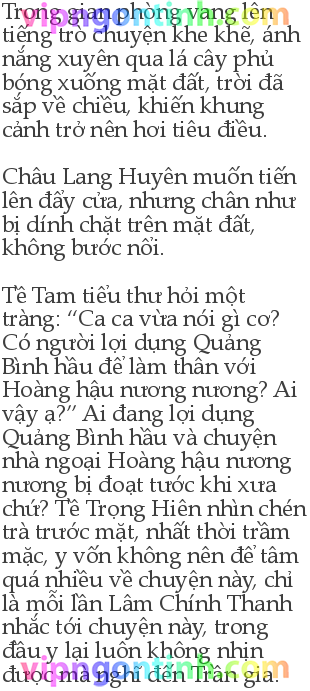 vipngontinh.com
Trong gian phòng vang lên
tiếng trò chuyện khe khẽ, ánh
nắng xuyên qua lá cây phủ
bóng xuống mặt đất, trời đã
sắp về chiều, khiến khung
cảnh trở nên hơi tiêu điều.
Châu Lang Huyên muốn tiến
lên đẩy cửa, nhưng chân như
bị dính chặt trên mặt đất,
không bước nổi.
Tề Tam tiểu thư hỏi một
tràng: “Ca ca vừa nói gì cơ?
Có người lợi dụng Quảng
Bình hầu để làm thân với
Hoàng hậu nương nương? Ai
vậy ạ?” Ai đang lợi dụng
Quảng Bình hầu và chuyện
nhà ngoại Hoàng hậu nương
nương bị đoạt tước khi xưa
chứ? Tề Trọng Hiên nhìn chén
trà trước mặt, nhất thời trầm
mặc, y vốn không nên để tâm
quá nhiều về chuyện này, chỉ
là mỗi lần Lâm Chính Thanh
nhắc tới chuyện này, trong
đầu y lại luôn không nhịn
được mà nghĩ đến Trần gia.
vipngontinh.com